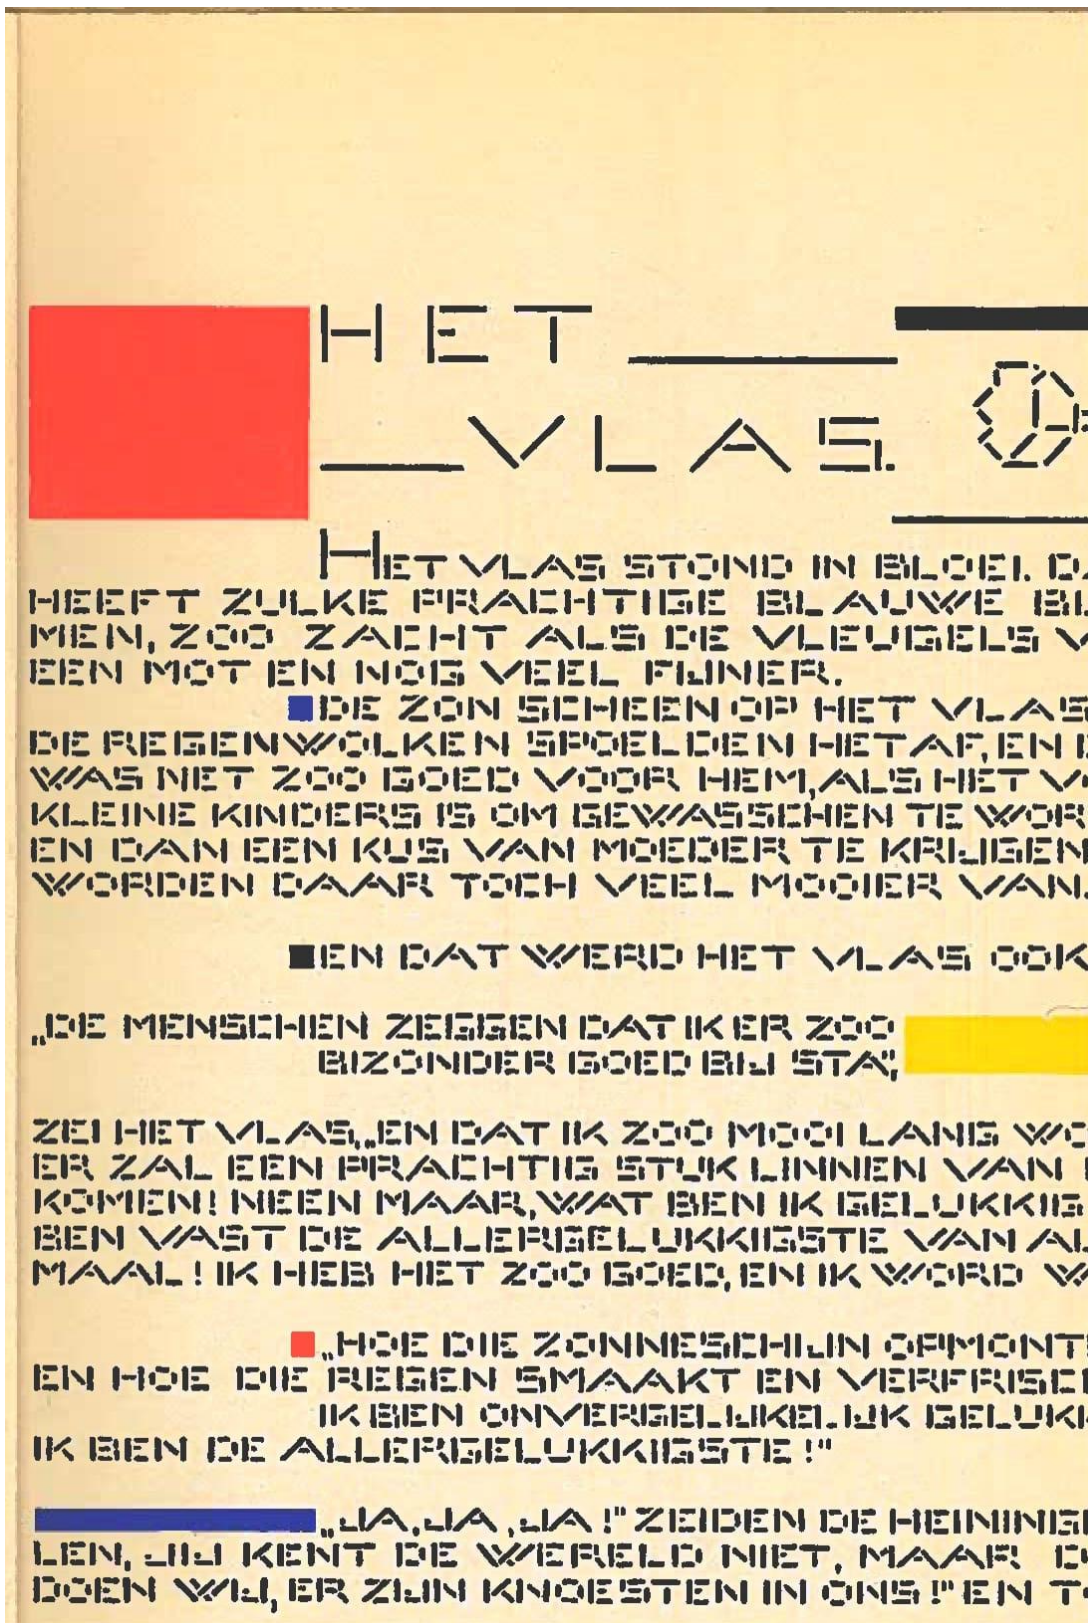 HET
VLAS.
HET VLAS STOND IN BLOEI. DA
HEEFT ZULKE PRACHTIGE BLAUWE BL
MEN, ZOO ZACHT ALS DE VLEUGELS V
EEN MOT EN NOG VEEL FIJNER.
DE ZON SCHEEN OP HET VLAS
DE REGENWOLKEN SPOELDEN HET AF, EN D
WAS NET ZOO GOED VOOR HEM, ALS HET V
KLEINE KINDERS IS OM GEWASSCHEN TE WOR
EN DAN EEN KUS VAN MOEDER TE KRIJGEN
WORDEN DAAR TOCH VEEL MOOIER VAN.
EN DAT WERD HET VLAS OOK
„DE MENSCHEN ZEGGEN DAT IK ER ZOO
BIZONDER GOED BIJ STA",
ZEI HET VLAS, „EN DAT IK ZOO MOOI LANG WO
ER ZAL EEN PRACHTIG STUK LINNEN VAN
KOMEN! NEEN MAAR, WAT BEN IK GELUKKIG
BEN VAST DE ALLERGELUKKIGSTE VAN AL
MAAL! IK HEB HET ZOO GOED, EN IK WORD W
„HOE DIE ZONNESCHIJN OPMONT
EN HOE DIE REGEN SMAAKT EN VERFRISCH
IK BEN ONVERGELIJKELIJK GELUKK
IK BEN DE ALLERGELUKKIGSTE!"
„JA, JA, JA!" ZEIDEN DE HEININIG
LEN, JIJ KENT DE WERELD NIET, MAAR D
DOEN WIJ, ER ZIJN KNOESTEN IN ONS!" EN T